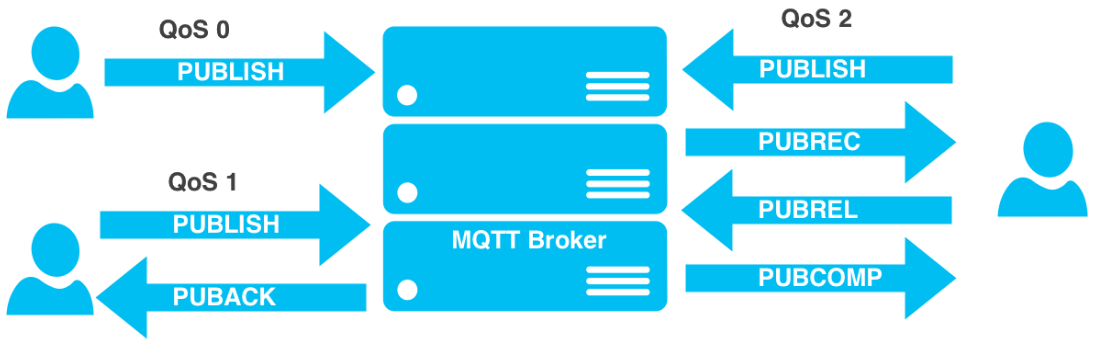 QoS 0
PUBLISH
QoS 1
PUBLISH
PUBACK
MQTT Broker
QoS 2
PUBLISH
PUBREC
PUBREL
PUBCOMP